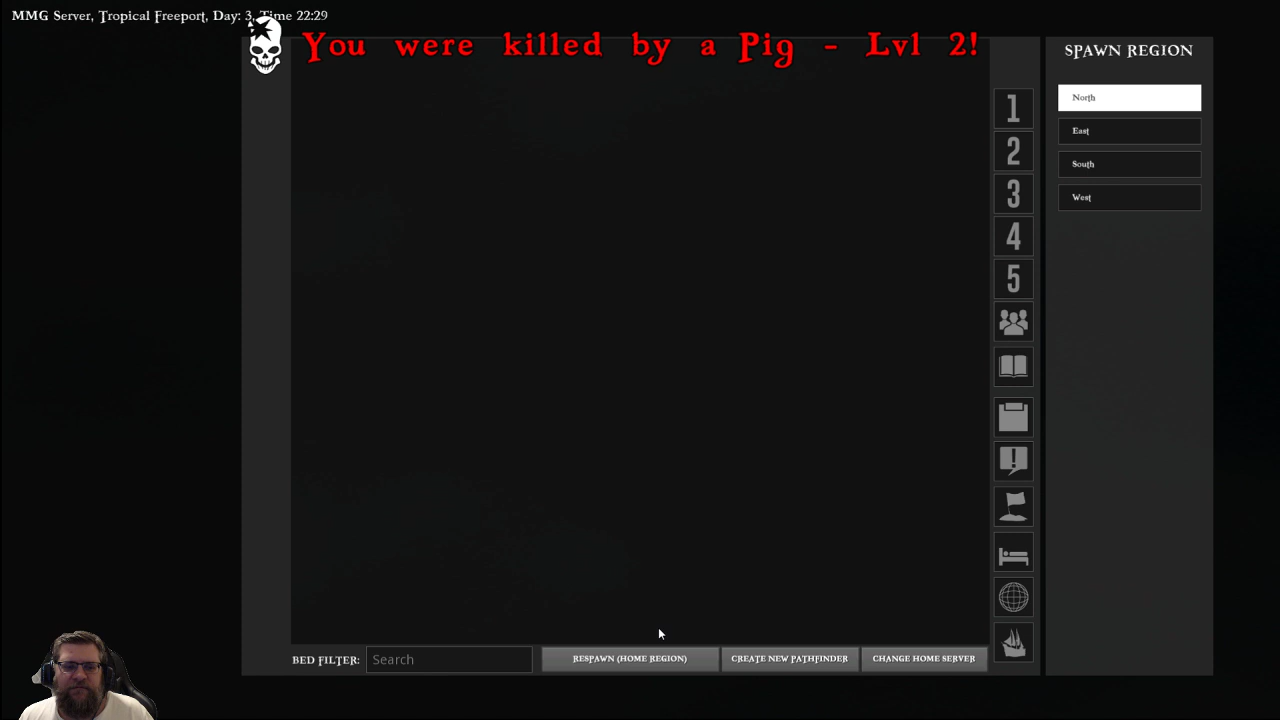 MMG Server, Tropical Freeport, Day: 3, Time 22:29
You were killed by a Pig - Lvl 2!
SPAWN REGION
North
East
South
West
1
2
3
4
5
BED FILTER: Search
RESPAWN (HOME REGION)
CREATE NEW PATHFINDER
CHANGE HOME SERVER